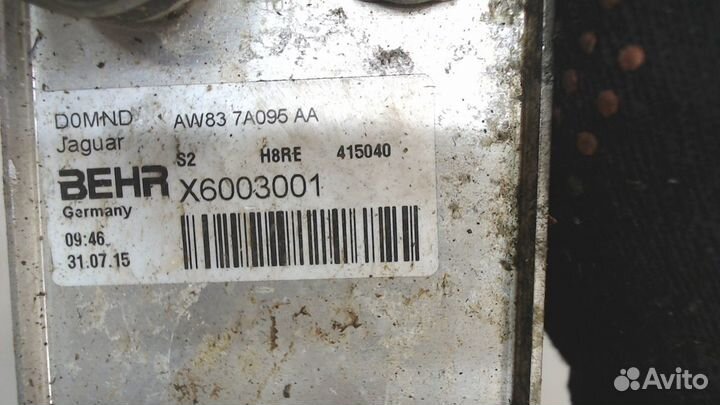 D0MND AW83 7A095 AA
Jaguar
S2 H8RE 415040
BEHR X6003001
Germany
09:46
31.07.15
Avito